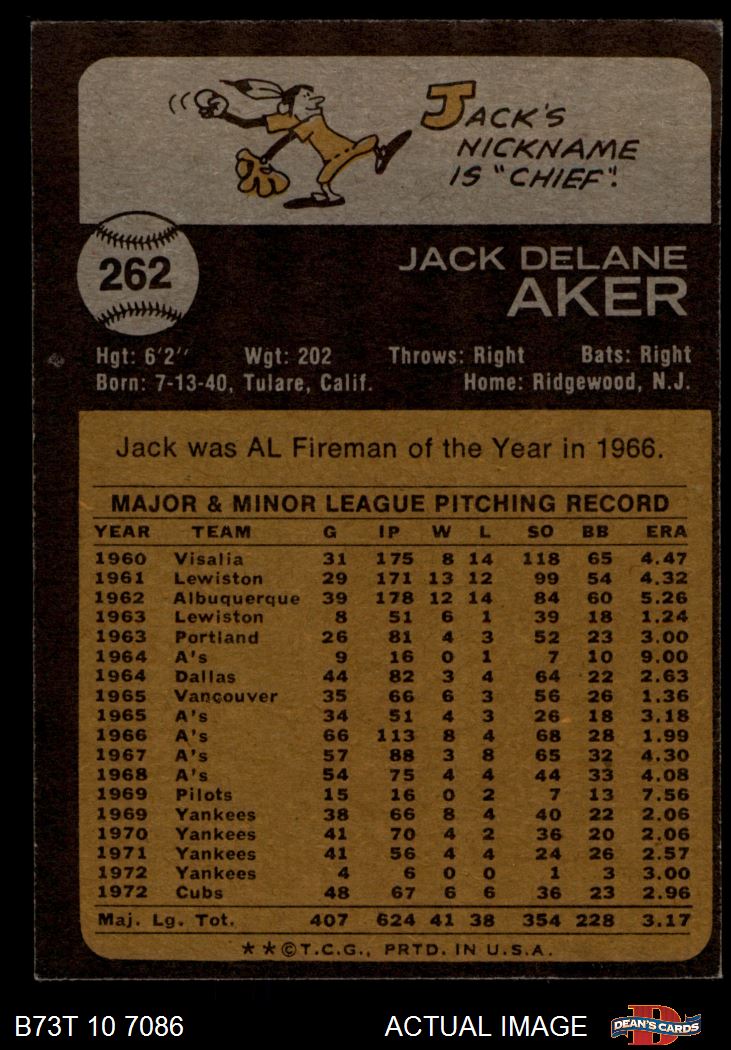 JACK'S
NICKNAME
IS "CHIEF".
262
JACK DELANE
AKER
Hgt: 6'2'' Wgt: 202 Throws: Right Bats: Right
Born: 7-13-40, Tulare, Calif. Home: Ridgewood, N.J.
Jack was AL Fireman of the Year in 1966.
MAJOR & MINOR LEAGUE PITCHING RECORD
YEAR TEAM G IP W L SO BB ERA
1960 Visalia 31 175 8 14 118 65 4.47
1961 Lewiston 29 171 13 12 99 54 4.32
1962 Albuquerque 39 178 12 14 84 60 5.26
1963 Lewiston 8 51 6 1 39 18 1.24
1963 Portland 26 81 4 3 52 23 3.00
1964 A's 9 16 0 1 7 10 9.00
1964 Dallas 44 82 3 4 64 22 2.63
1965 Vancouver 35 66 6 3 56 26 1.36
1965 A's 34 51 4 3 26 18 3.18
1966 A's 66 113 8 4 68 28 1.99
1967 A's 57 88 3 8 65 32 4.30
1968 A's 54 75 4 4 44 33 4.08
1969 Pilots 15 16 0 2 7 13 7.56
1969 Yankees 38 66 8 4 40 22 2.06
1970 Yankees 41 70 4 2 36 20 2.06
1971 Yankees 41 56 4 4 24 26 2.57
1972 Yankees 4 6 0 0 1 3 3.00
1972 Cubs 48 67 6 6 36 23 2.96
Maj. Lg. Tot. 407 624 41 38 354 228 3.17
**©T.C.G., PRTD. IN U.S.A.
B73T 10 7086 ACTUAL IMAGE
D
DEAN'S CARDS